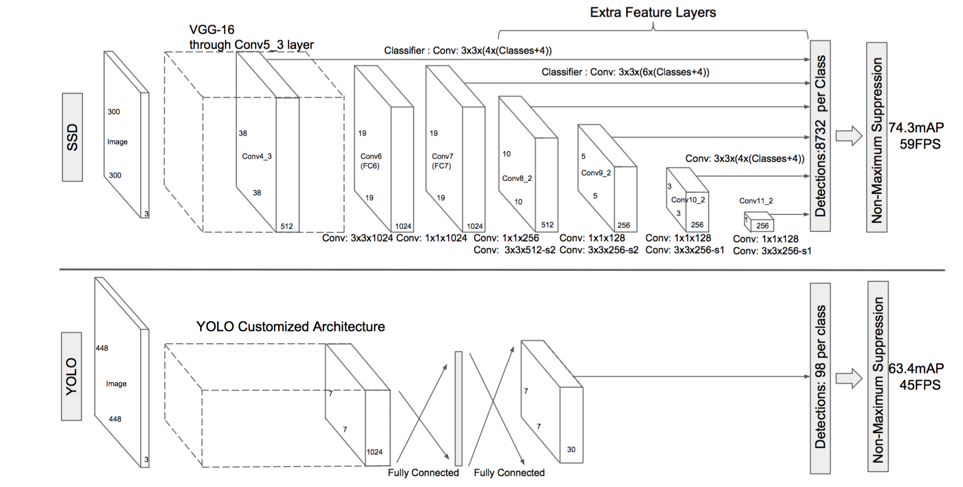 Extra Feature Layers
VGG-16
through Conv5_3 layer
Classifier : Conv: 3x3x(4x(Classes+4))
Classifier : Conv: 3x3x(6x(Classes+4))
SSD
300
Image
300
3
38
Conv4_3
38
512
19
Conv6
(FC6)
19
1024
19
Conv7
(FC7)
19
1024
10
Conv8_2
10
512
5
Conv9_2
5
256
Conv: 3x3x(4x(Classes+4))
3
Conv10_2
3
256
Conv11_2
1
256
Detections:8732 per Class
Non-Maximum Suppression
74.3mAP
59FPS
Conv: 3x3x1024
Conv: 1x1x1024
Conv: 1x1x256
Conv: 3x3x512-s2
Conv: 1x1x128
Conv: 3x3x256-s2
Conv: 1x1x128
Conv: 3x3x256-s1
Conv: 1x1x128
Conv: 3x3x256-s1
YOLO
448
Image
448
3
YOLO Customized Architecture
7
7
1024
Fully Connected
Fully Connected
7
7
30
Detections: 98 per class
Non-Maximum Suppression
63.4mAP
45FPS